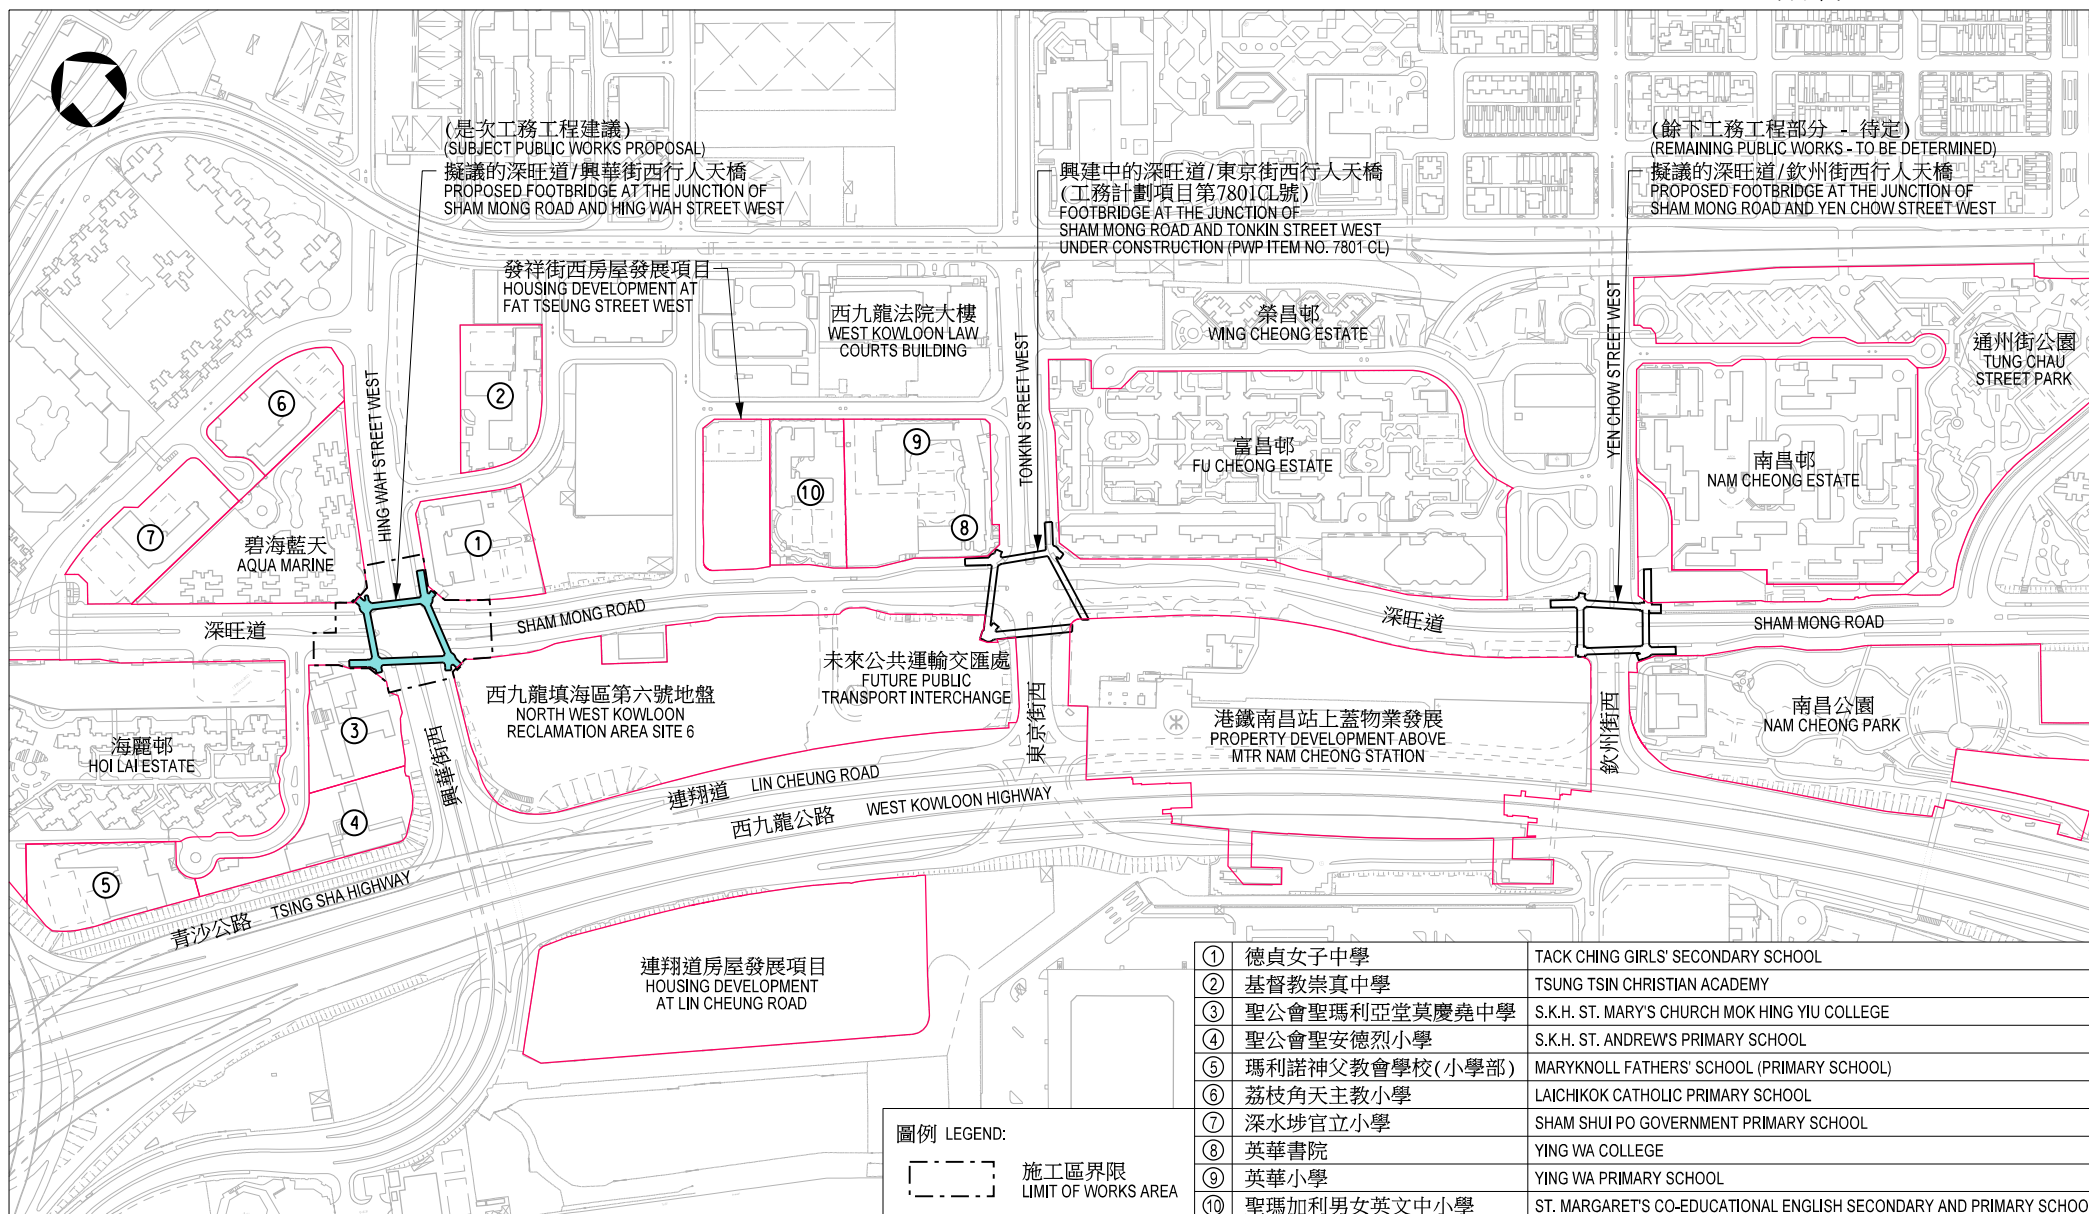 (是次工務工程建議)
(SUBJECT PUBLIC WORKS PROPOSAL)
擬議的深旺道/興華街西行人天橋
PROPOSED FOOTBRIDGE AT THE JUNCTION OF
SHAM MONG ROAD AND HING WAH STREET WEST
興建中的深旺道/東京街西行人天橋
(工務計劃項目第7801CL號)
FOOTBRIDGE AT THE JUNCTION OF
SHAM MONG ROAD AND TONKIN STREET WEST
UNDER CONSTRUCTION (PWP ITEM NO. 7801 CL)
(餘下工務工程部分 - 待定)
(REMAINING PUBLIC WORKS - TO BE DETERMINED)
擬議的深旺道/欽州街西行人天橋
PROPOSED FOOTBRIDGE AT THE JUNCTION OF
SHAM MONG ROAD AND YEN CHOW STREET WEST
發祥街西房屋發展項目
HOUSING DEVELOPMENT AT
FAT TSEUNG STREET WEST
西九龍法院大樓
WEST KOWLOON LAW
COURTS BUILDING
榮昌邨
WING CHEONG ESTATE
通州街公園
TUNG CHAU
STREET PARK
HING WAH STREET WEST
TONKIN STREET WEST
YEN CHOW STREET WEST
⑥
②
⑨
⑦
①
⑩
⑧
富昌邨
FU CHEONG ESTATE
南昌邨
NAM CHEONG ESTATE
碧海藍天
AQUA MARINE
深旺道
SHAM MONG ROAD
深旺道
SHAM MONG ROAD
未來公共運輸交匯處
FUTURE PUBLIC
TRANSPORT INTERCHANGE
西九龍填海區第六號地盤
NORTH WEST KOWLOON
RECLAMATION AREA SITE 6
東京街西
港鐵南昌站上蓋物業發展
PROPERTY DEVELOPMENT ABOVE
MTR NAM CHEONG STATION
欽州街西
南昌公園
NAM CHEONG PARK
海麗邨
HOI LAI ESTATE
③
④
⑤
興華街西
連翔道 LIN CHEUNG ROAD
西九龍公路 WEST KOWLOON HIGHWAY
青沙公路 TSING SHA HIGHWAY
連翔道房屋發展項目
HOUSING DEVELOPMENT
AT LIN CHEUNG ROAD
圖例 LEGEND:
施工區界限
LIMIT OF WORKS AREA
① 德貞女子中學 TACK CHING GIRLS' SECONDARY SCHOOL
② 基督教崇真中學 TSUNG TSIN CHRISTIAN ACADEMY
③ 聖公會聖瑪利亞堂莫慶堯中學 S.K.H. ST. MARY'S CHURCH MOK HING YIU COLLEGE
④ 聖公會聖安德烈小學 S.K.H. ST. ANDREW'S PRIMARY SCHOOL
⑤ 瑪利諾神父教會學校(小學部) MARYKNOLL FATHERS' SCHOOL (PRIMARY SCHOOL)
⑥ 荔枝角天主教小學 LAICHIKOK CATHOLIC PRIMARY SCHOOL
⑦ 深水埗官立小學 SHAM SHUI PO GOVERNMENT PRIMARY SCHOOL
⑧ 英華書院 YING WA COLLEGE
⑨ 英華小學 YING WA PRIMARY SCHOOL
⑩ 聖瑪加利男女英文中小學 ST. MARGARET'S CO-EDUCATIONAL ENGLISH SECONDARY AND PRIMARY SCHOO